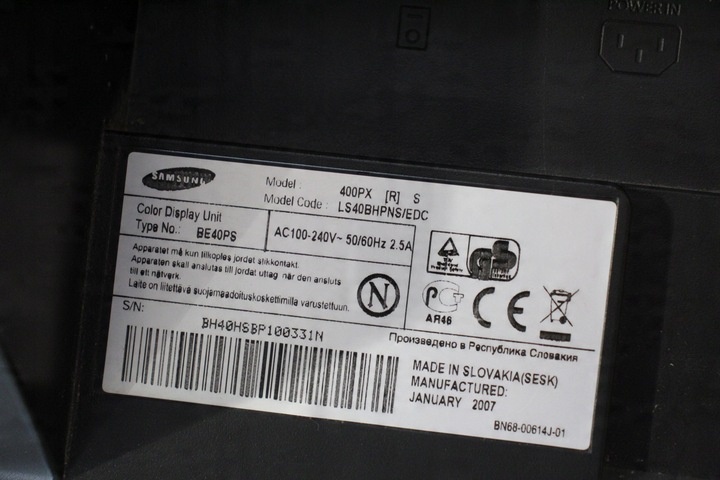 POWER IN
SAMSUNG
Model : 400PX [R] S
Model Code : LS40BHPNS/EDC
Color Display Unit
Type No.: BE40PS
AC100-240V~ 50/60Hz 2.5A
Apparatet må kun tilkoples jordet stikkontakt.
Apparaten skall anslutas till jordat uttag när den ansluts
till ett nätverk.
Laite on liitettävä suojamaadoituskoskettimilla varustettuun.
N
GS
PG
AR46
CE
S/N:
BH40HSBP100331N
Произведено в Республика Словакия
MADE IN SLOVAKIA(SESK)
MANUFACTURED:
JANUARY 2007
BN68-00614J-01